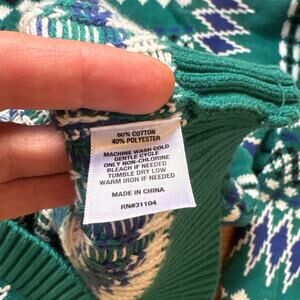 60% COTTON
40% POLYESTER
MACHINE WASH COLD
GENTLE CYCLE
ONLY NON-CHLORINE
BLEACH IF NEEDED
TUMBLE DRY LOW
WARM IRON IF NEEDED
MADE IN CHINA
RN#31104